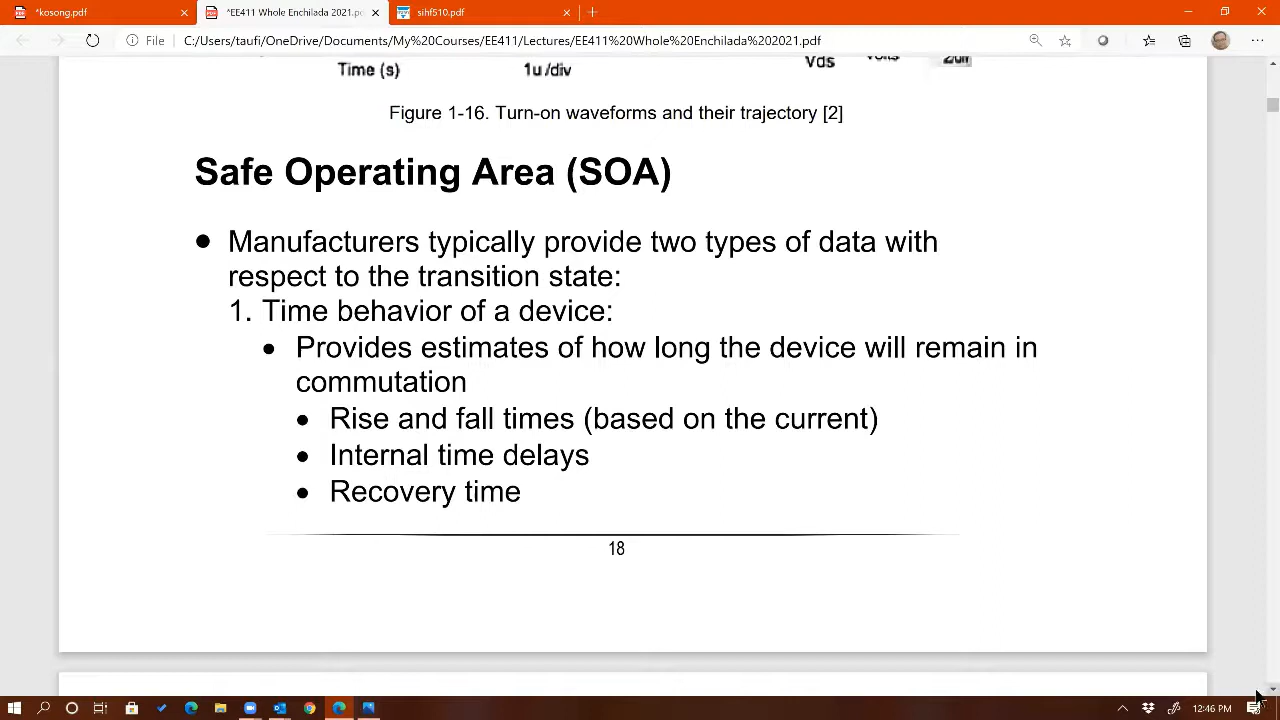 *kosong.pdf
*EE411 Whole Enchilada 2021.pd
sihf510.pdf
File
C:/Users/taufi/OneDrive/Documents/My%20Courses/EE411/Lectures/EE411%20Whole%20Enchilada%202021.pdf
Time (s) 1u/div Vds
Figure 1-16. Turn-on waveforms and their trajectory [2]
Safe Operating Area (SOA)
● Manufacturers typically provide two types of data with
respect to the transition state:
1. Time behavior of a device:
● Provides estimates of how long the device will remain in
commutation
● Rise and fall times (based on the current)
● Internal time delays
● Recovery time
18
12:46 PM